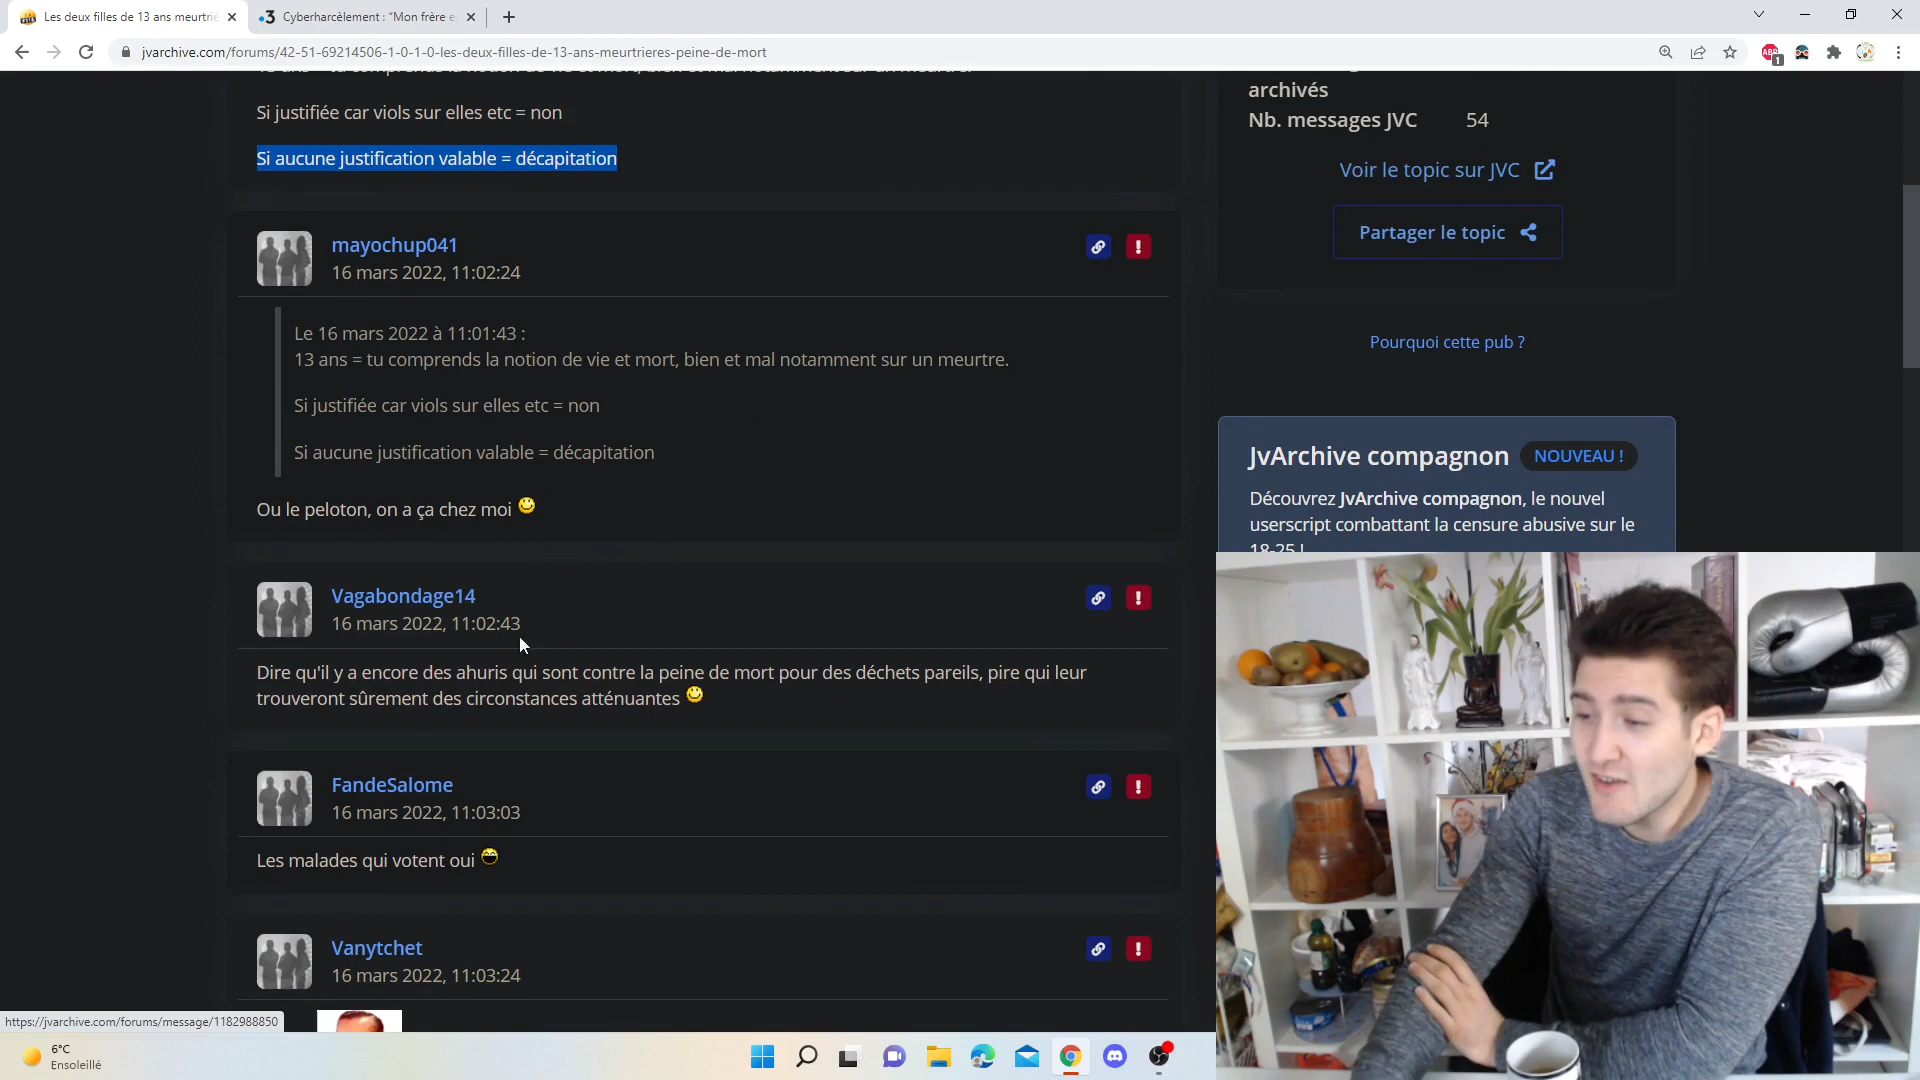 Les deux filles de 13 ans meurtriè
Cyberharcèlement : "Mon frère e
jvarchive.com/forums/42-51-69214506-1-0-1-0-les-deux-filles-de-13-ans-meurtrieres-peine-de-mort
ABP
1
Si justifiée car viols sur elles etc = non
Si aucune justification valable = décapitation
mayochup041
16 mars 2022, 11:02:24
Le 16 mars 2022 à 11:01:43 :
13 ans = tu comprends la notion de vie et mort, bien et mal notamment sur un meurtre.
Si justifiée car viols sur elles etc = non
Si aucune justification valable = décapitation
Ou le peloton, on a ça chez moi
Vagabondage14
16 mars 2022, 11:02:43
Dire qu'il y a encore des ahuris qui sont contre la peine de mort pour des déchets pareils, pire qui leur
trouveront sûrement des circonstances atténuantes
FandeSalome
16 mars 2022, 11:03:03
Les malades qui votent oui
Vanytchet
16 mars 2022, 11:03:24
archivés
Nb. messages JVC 54
Voir le topic sur JVC
Partager le topic
Pourquoi cette pub ?
JvArchive compagnon NOUVEAU !
Découvrez JvArchive compagnon, le nouvel
userscript combattant la censure abusive sur le
18-25 !
https://jvarchive.com/forums/message/1182988850
6°C
Ensoleillé